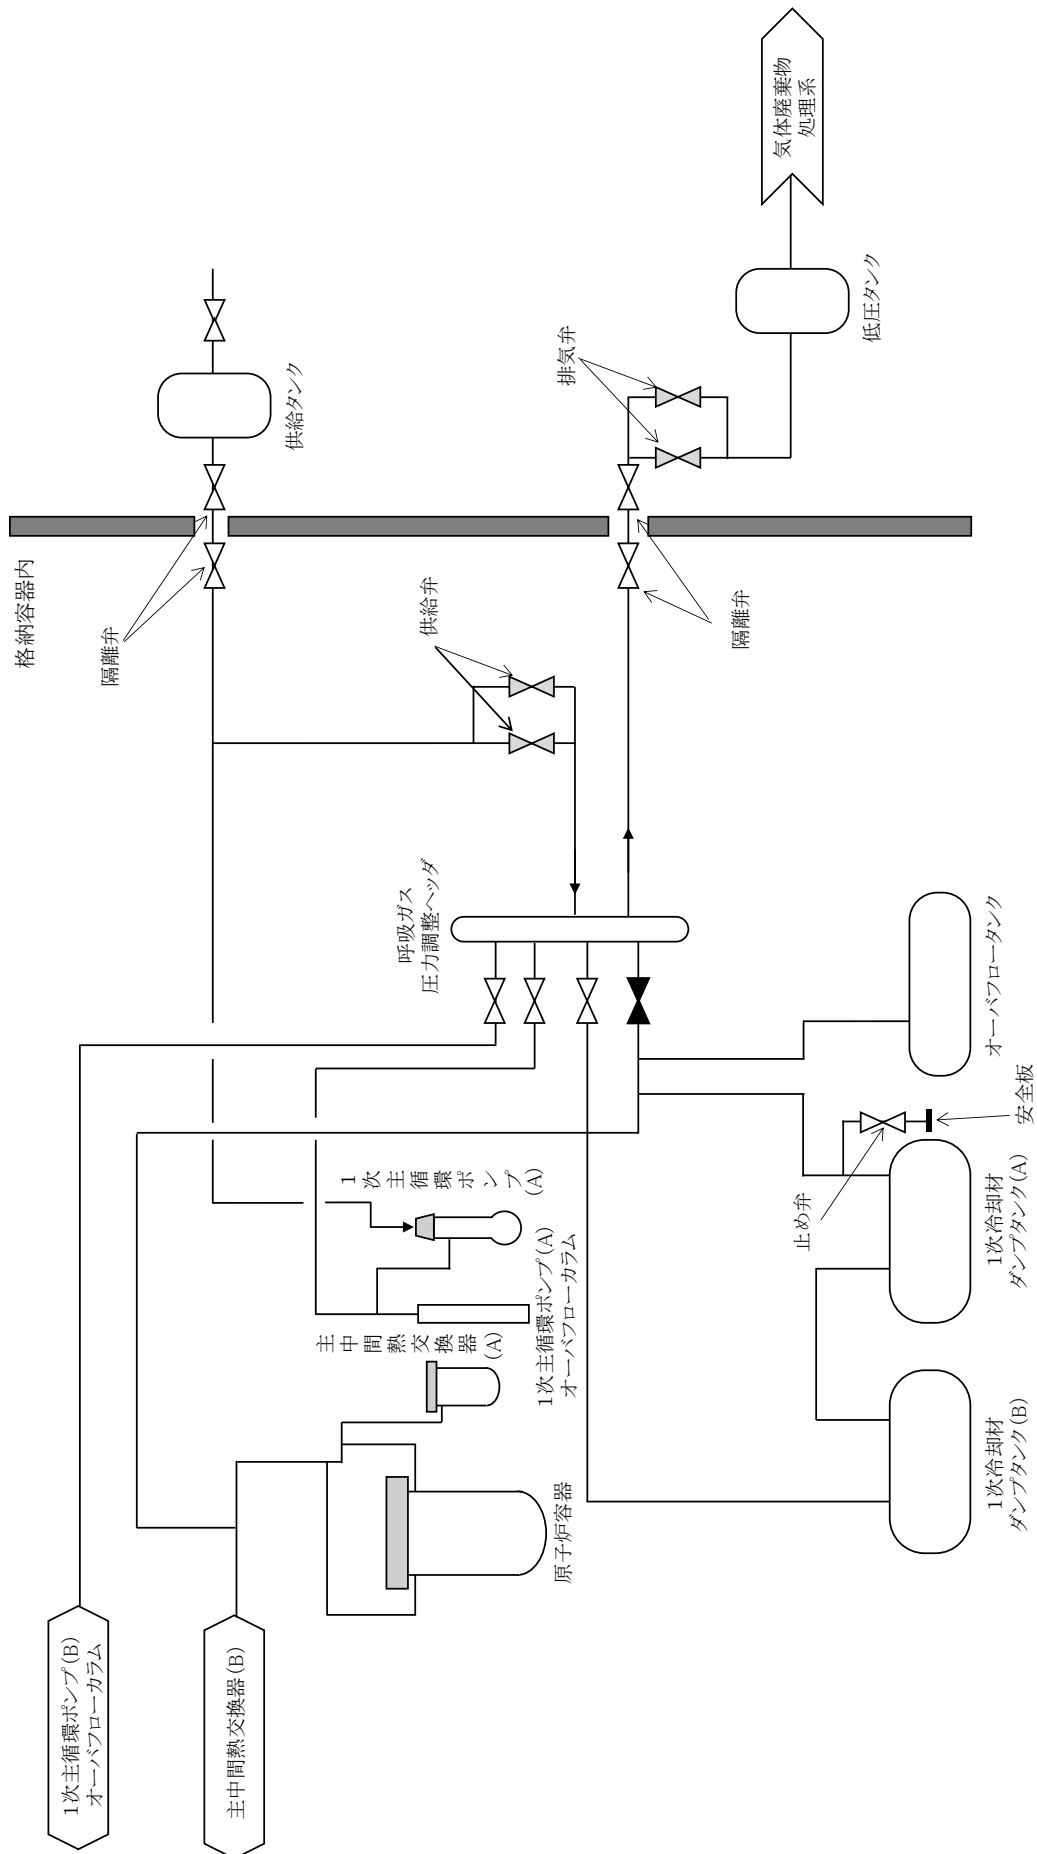 気体廃棄物
処理系
低圧タンク
排気弁
供給タンク
格納容器内
隔離弁
供給弁
隔離弁
呼吸ガス
圧力調整ヘッダ
オーバフロータンク
安全板
止め弁
1次冷却材
ダンプタンク(A)
1次主循環ポンプ(A)
1次主循環ポンプ(A)
オーバフローカラム
主中間熱交換器(A)
1次冷却材
ダンプタンク(B)
原子炉容器
1次主循環ポンプ(B)
オーバフローカラム
主中間熱交換器(B)